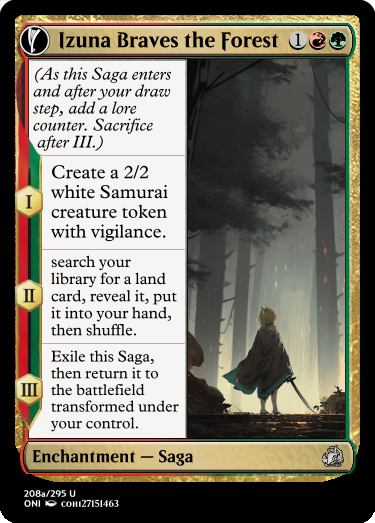 Izuna Braves the Forest 1
(As this Saga enters
and after your draw
step, add a lore
counter. Sacrifice
after III.)
I
Create a 2/2
white Samurai
creature token
with vigilance.
II
search your
library for a land
card, reveal it, put
it into your hand,
then shuffle.
III
Exile this Saga,
then return it to
the battlefield
transformed under
your control.
Enchantment — Saga
208a/295 U
ONI COH27151463